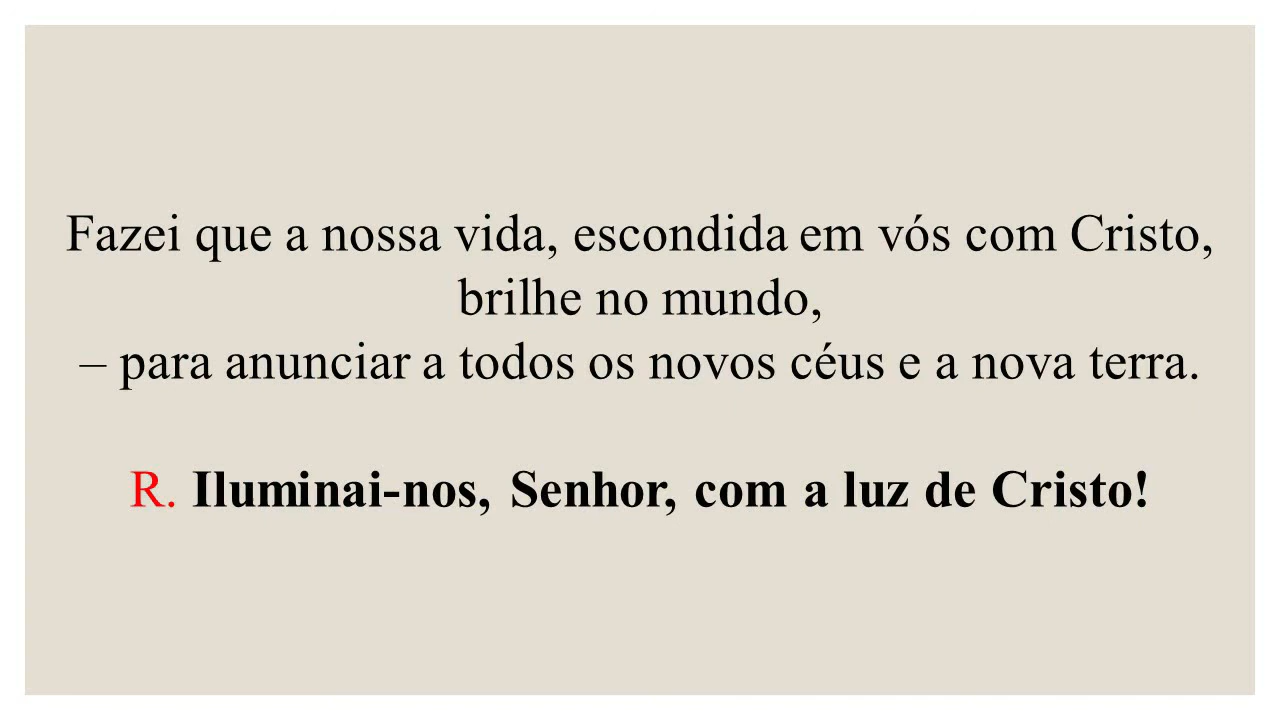 Fazei que a nossa vida, escondida em vós com Cristo,
brilhe no mundo,
– para anunciar a todos os novos céus e a nova terra.
R. Iluminai-nos, Senhor, com a luz de Cristo!